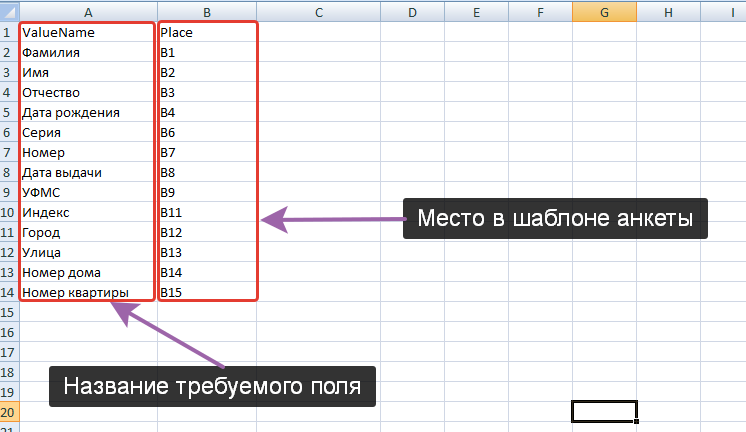 A B C D E F G H I
1 ValueName Place
2 Фамилия B1
3 Имя B2
4 Отчество B3
5 Дата рождения B4
6 Серия B6
7 Номер B7
8 Дата выдачи B8
9 УФМС B9
10 Индекс B11
11 Город B12
12 Улица B13
13 Номер дома B14
14 Номер квартиры B15
Место в шаблоне анкеты
15
16
17
18
Название требуемого поля
19
20
21